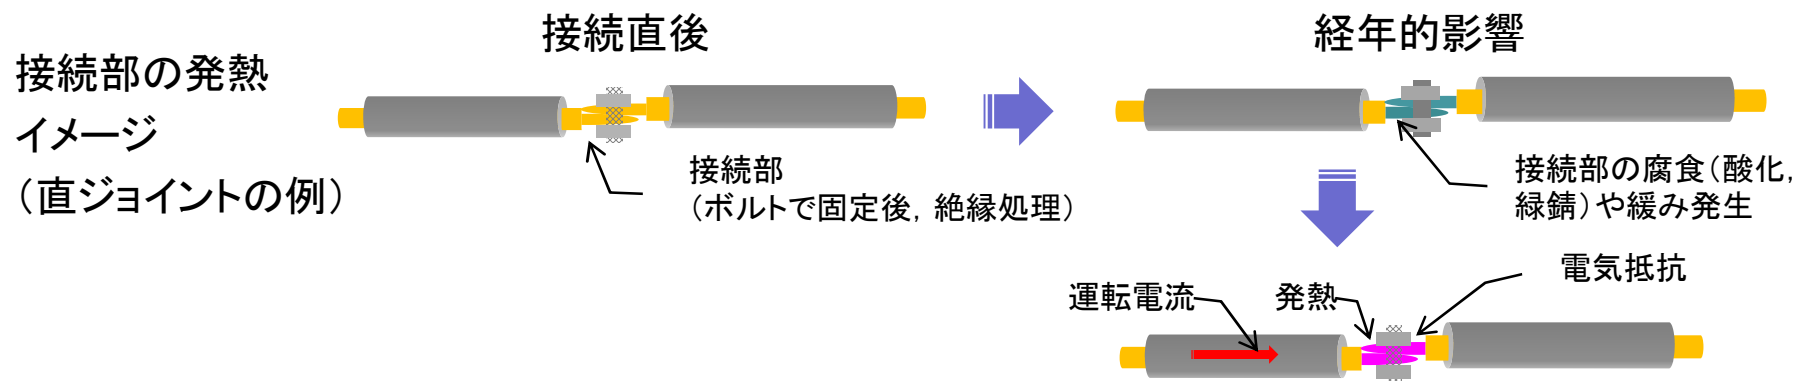 接続部の発熱
イメージ
（直ジョイントの例）
接続直後
接続部
（ボルトで固定後，絶縁処理）
経年的影響
接続部の腐食（酸化，
緑錆）や緩み発生
運転電流
発熱
電気抵抗